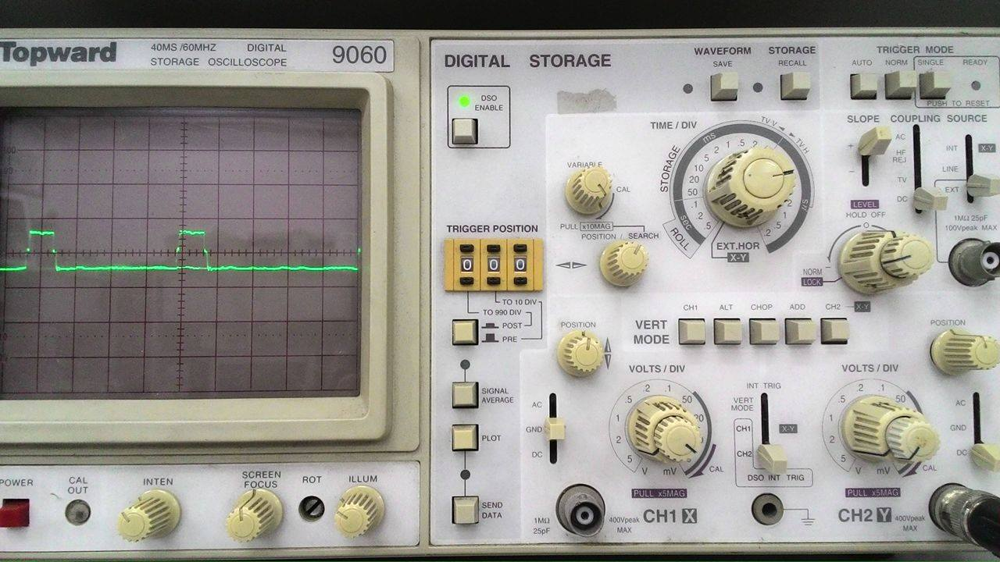 Topward
40MS /60MHZ DIGITAL
STORAGE OSCILLOSCOPE
9060
POWER
CAL
OUT
INTEN
SCREEN
FOCUS
ROT
ILLUM
DIGITAL STORAGE
DSO
ENABLE
WAVEFORM
SAVE
STORAGE
RECALL
TRIGGER MODE
AUTO NORM SINGLE READY
PUSH TO RESET
TIME / DIV
STORAGE
ms
TV V
TV H
2 1 .5 .2
5
10
20
50
.1
.2
.5
sec
ROLL
EXT.HOR
X-Y
VARIABLE
CAL
PULL x10MAG
POSITION / SEARCH
SLOPE
+
−
COUPLING
AC
HF
REJ
TV
DC
SOURCE
INT
X-Y
LINE
EXT
1MΩ 25pF
100Vpeak MAX
LEVEL
HOLD OFF
NORM
LOCK
TRIGGER POSITION
0 0 0
TO 10 DIV
TO 990 DIV
POST
PRE
SIGNAL
AVERAGE
PLOT
SEND
DATA
VERT
MODE
CH1 ALT CHOP ADD CH2
X-Y
POSITION
VOLTS / DIV
.5 .2 .1 50
1
2
5
V mV
CAL
PULL x5MAG
AC
GND
DC
1MΩ
25pF
400Vpeak
MAX
CH1 X
INT TRIG
VERT
MODE
CH1
X-Y
CH2
DSO INT TRIG
POSITION
VOLTS / DIV
.5 .2 .1 50
1
2
5
V mV
CAL
PULL x5MAG
AC
GND
DC
CH2 Y
400Vpeak
MAX